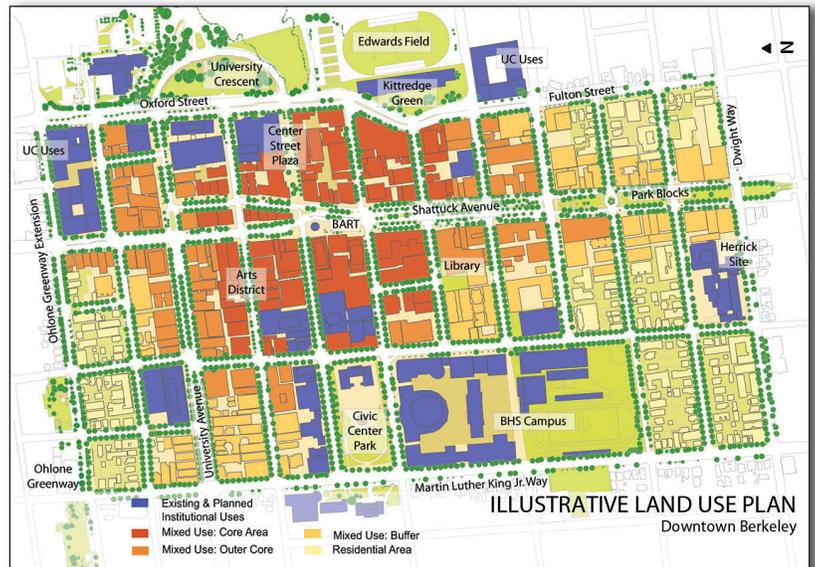 Edwards Field
UC Uses
N
University
Crescent
Kittredge
Green
Oxford Street
Fulton Street
UC Uses
Center
Street
Plaza
Dwight Way
Park Blocks
Shattuck Avenue
BART
Ohlone Greenway Extension
Arts
District
Library
Herrick
Site
University Avenue
Civic
Center
Park
BHS Campus
Ohlone
Greenway
Martin Luther King Jr. Way
ILLUSTRATIVE LAND USE PLAN
Downtown Berkeley
Existing & Planned
Institutional Uses
Mixed Use: Core Area
Mixed Use: Outer Core
Mixed Use: Buffer
Residential Area